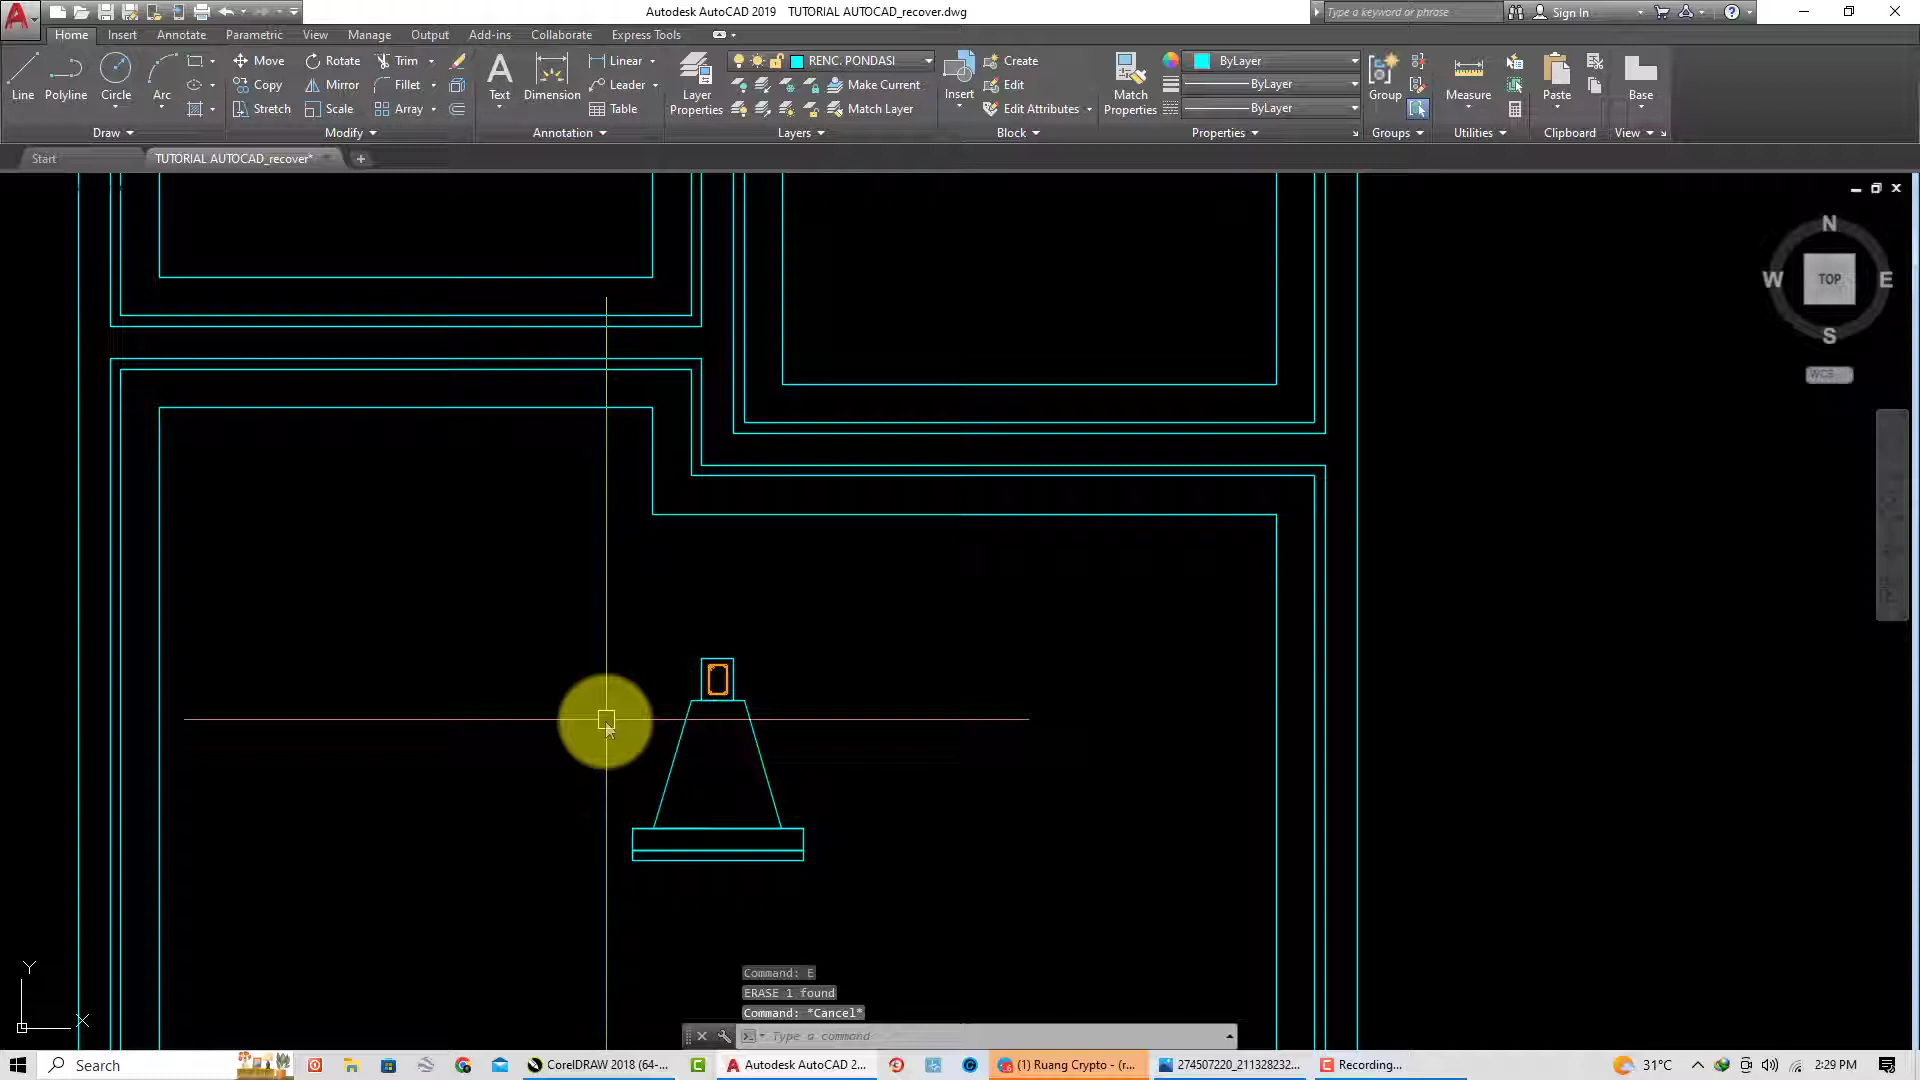 Autodesk AutoCAD 2019 TUTORIAL AUTOCAD_recover.dwg
Type a keyword or phrase
Sign In
Home Insert Annotate Parametric View Manage Output Add-ins Collaborate Express Tools
Line Polyline Circle Arc
Draw
Move Rotate Trim
Copy Mirror Fillet
Stretch Scale Array
Modify
Text Dimension
Linear
Leader
Table
Annotation
Layer Properties
RENC. PONDASI
Make Current
Match Layer
Layers
Insert
Create
Edit
Edit Attributes
Block
Match Properties
ByLayer
ByLayer
ByLayer
Properties
Group
Groups
Measure
Utilities
Paste
Clipboard
Base
View
Start
TUTORIAL AUTOCAD_recover*
N
W TOP E
S
WCS
Y
X
Command: E
ERASE 1 found
Command: *Cancel*
Type a command
Search
CorelDRAW 2018 (64-...
Autodesk AutoCAD 2...
(1) Ruang Crypto - (r...
274507220_211328232...
Recording...
31°C
2:29 PM